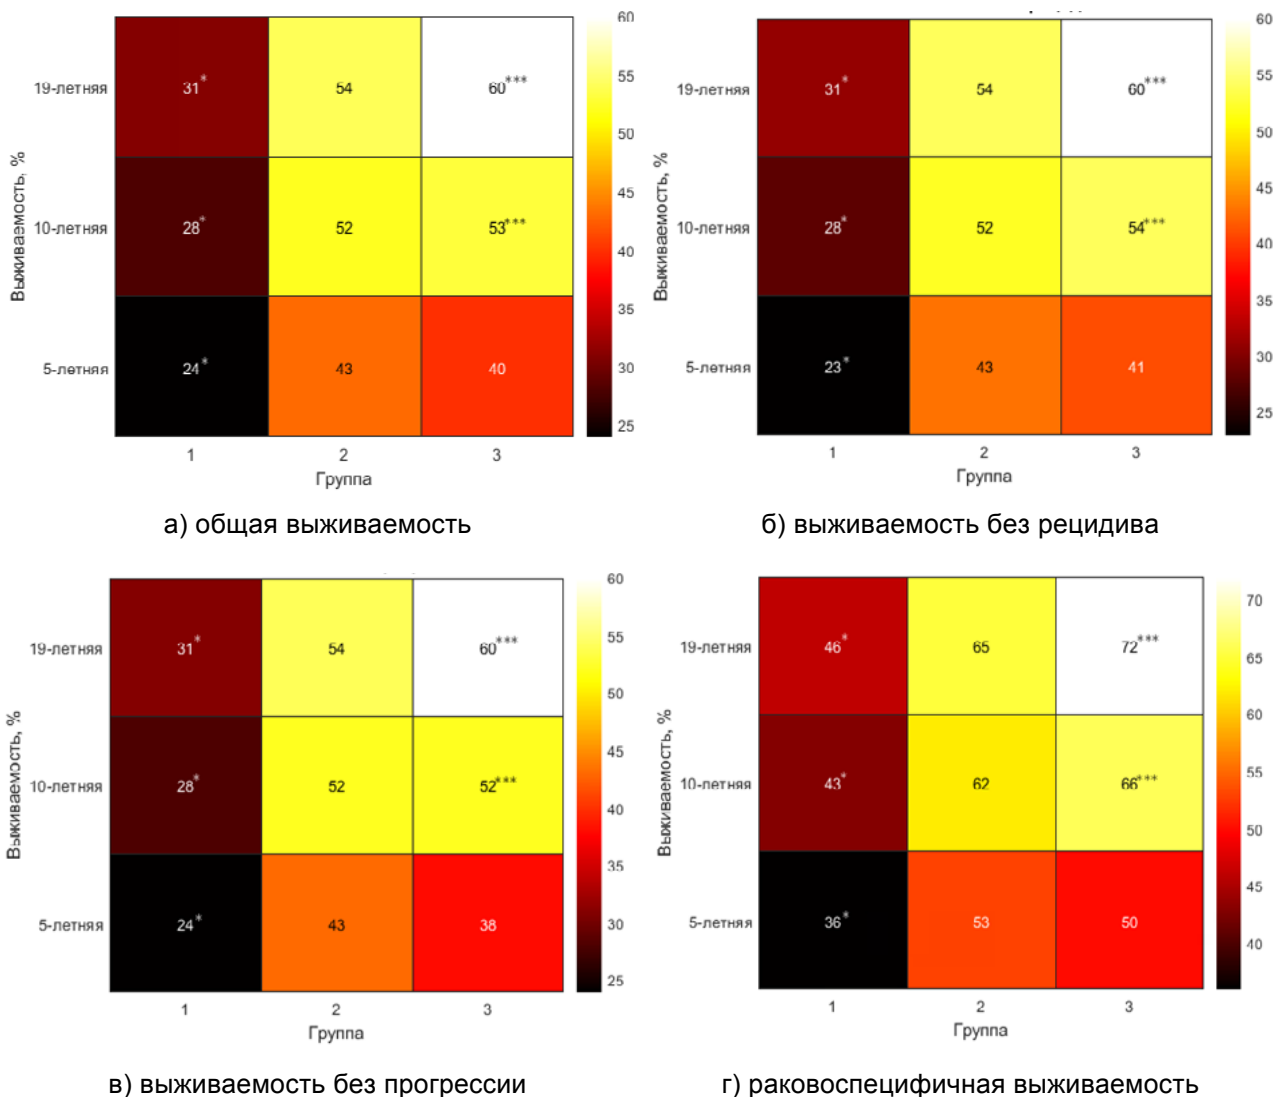 60
19-летняя 31* 54 60***
55
50
10-летняя 28* 52 53***
45
40
35
5-летняя 24* 43 40
30
25
Выживаемость, %
1 2 3
Группа
а) общая выживаемость
60
19-летняя 31* 54 60***
55
50
10-летняя 28* 52 54***
45
40
35
5-летняя 23* 43 41
30
25
Выживаемость, %
1 2 3
Группа
б) выживаемость без рецидива
60
19-летняя 31* 54 60***
55
50
10-летняя 28* 52 52***
45
40
35
5-летняя 24* 43 38
30
25
Выживаемость, %
1 2 3
Группа
в) выживаемость без прогрессии
70
19-летняя 46* 65 72***
65
60
10-летняя 43* 62 66***
55
50
45
5-летняя 36* 53 50
40
Выживаемость, %
1 2 3
Группа
г) раковоспецифичная выживаемость